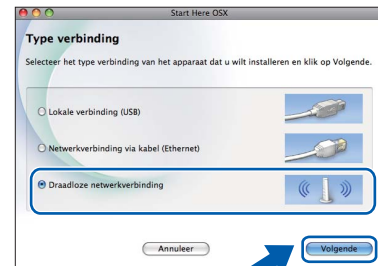 Start Here OSX
Type verbinding
Selecteer het type verbinding van het apparaat dat u wilt installeren en klik op Volgende.
Lokale verbinding (USB)
Netwerkverbinding via kabel (Ethernet)
Draadloze netwerkverbinding
Annuleer
Volgende